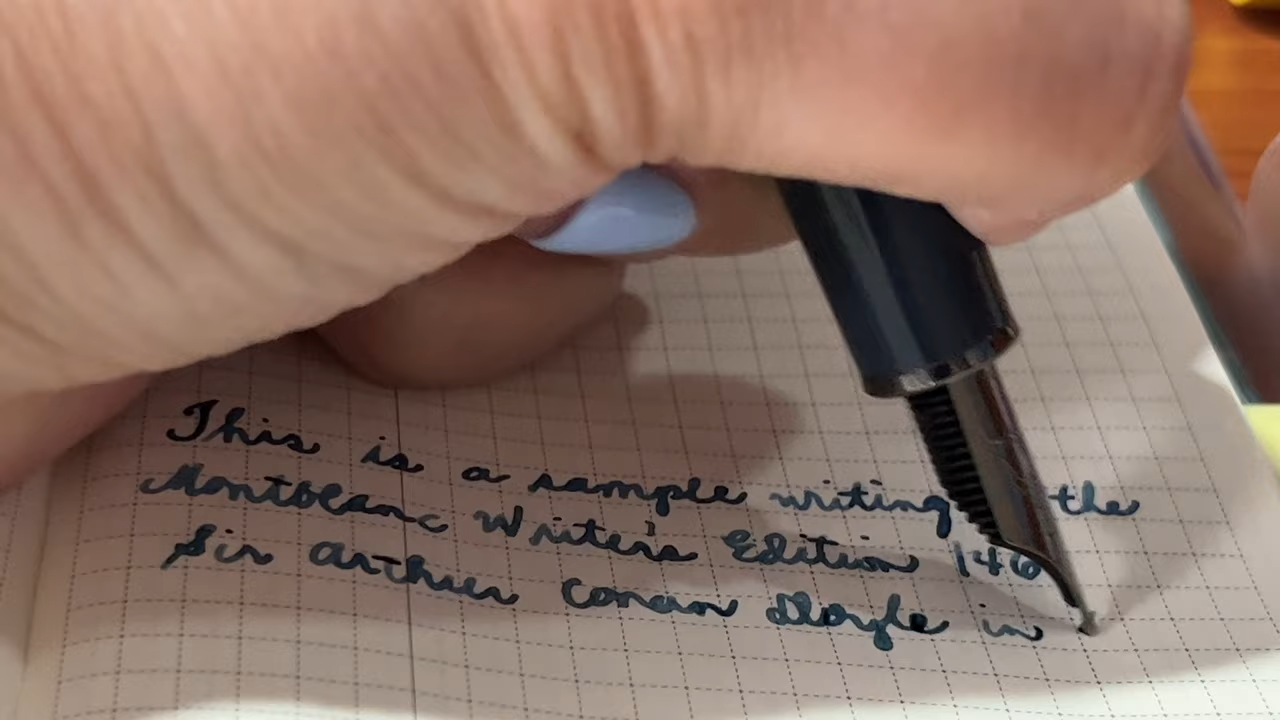 This is a sample writing the
Montblanc Writer's Edition 146
Sir Arthur Conan Doyle in